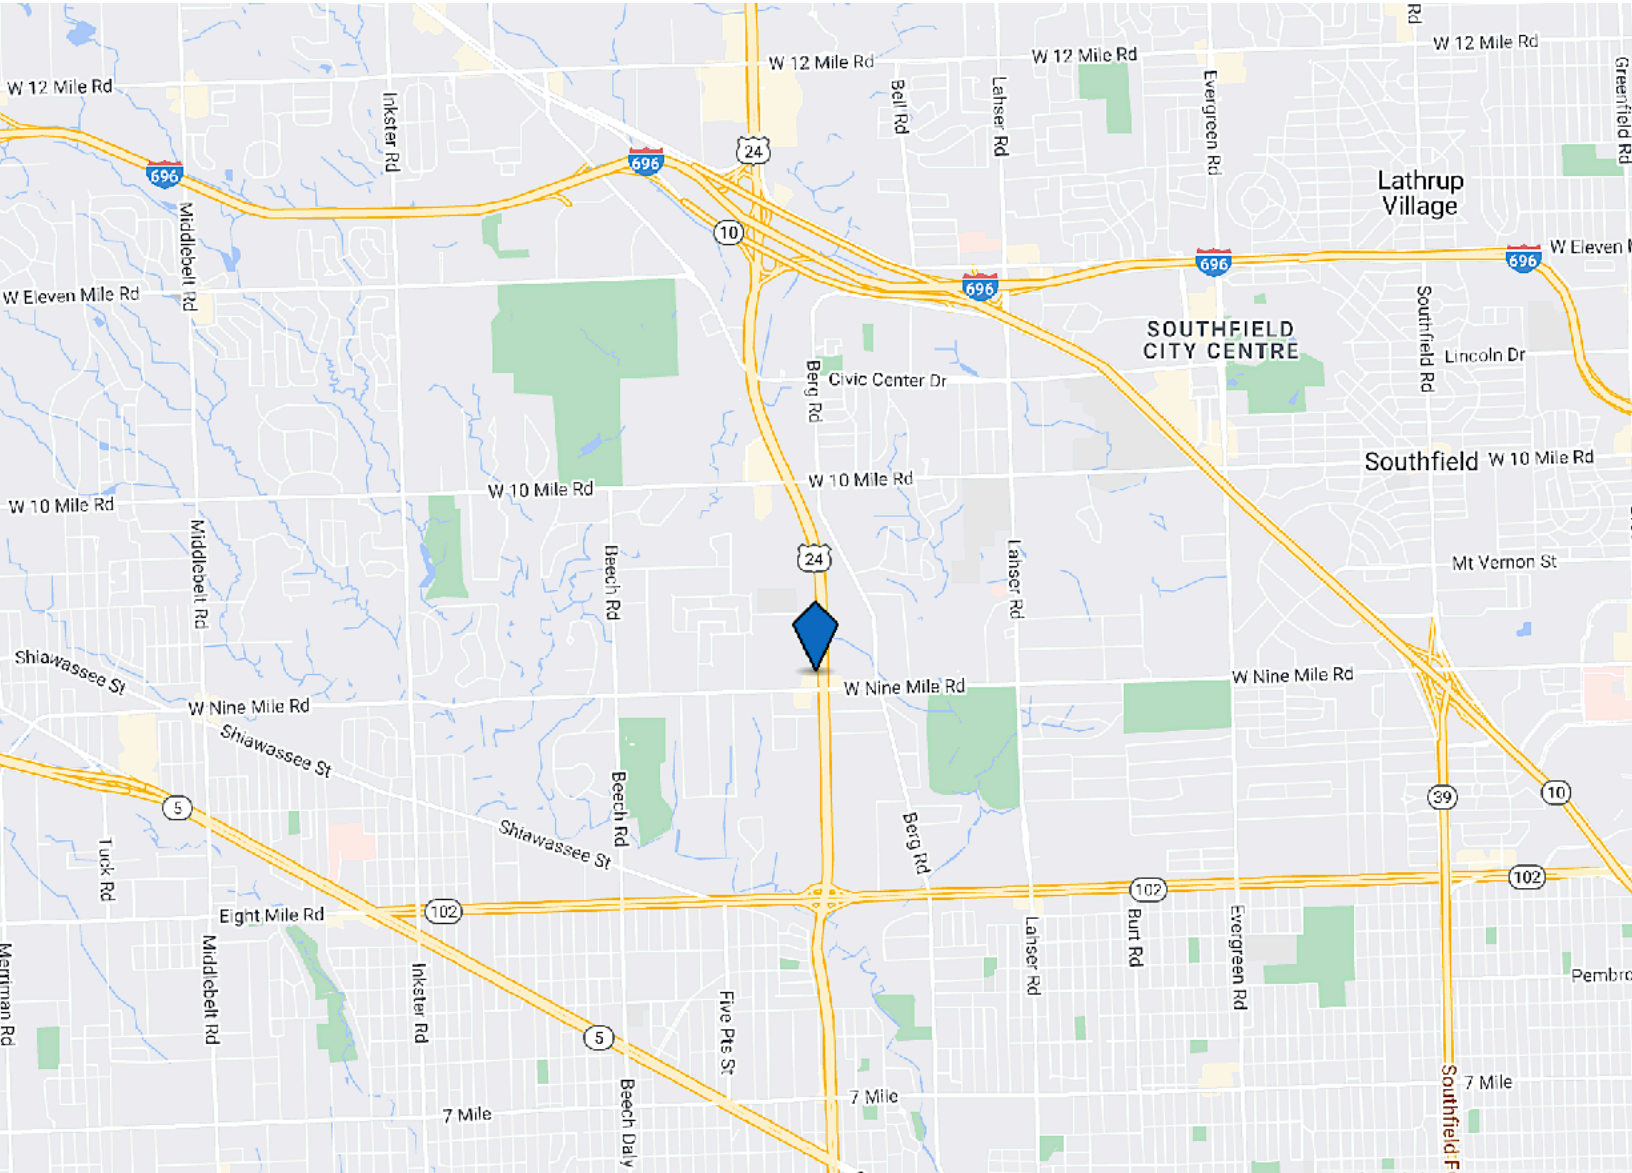 Rd
W 12 Mile Rd
W 12 Mile Rd
W 12 Mile Rd
W 12 Mile Rd
Inkster Rd
Bell Rd
Lahser Rd
Evergreen Rd
Greenfield Rd
24
696
696
Lathrup
Village
Middlebelt Rd
10
W Eleven
696
696
696
W Eleven Mile Rd
Southfield Rd
SOUTHFIELD
CITY CENTRE
Lincoln Dr
Berg Rd
Civic Center Dr
Southfield
W 10 Mile Rd
W 10 Mile Rd
W 10 Mile Rd
W 10 Mile Rd
Middlebelt Rd
Beech Rd
24
Lahser Rd
Mt Vernon St
Shiawassee St
W Nine Mile Rd
W Nine Mile Rd
W Nine Mile Rd
Shiawassee St
Beech Rd
5
39
10
Tuck Rd
Shiawassee St
Berg Rd
102
102
102
Eight Mile Rd
Burt Rd
Evergreen Rd
Lahser Rd
Merriman Rd
Middlebelt Rd
Inkster Rd
Five Pts St
Pembro
5
7 Mile
7 Mile
7 Mile
Beech Daly
Southfield F